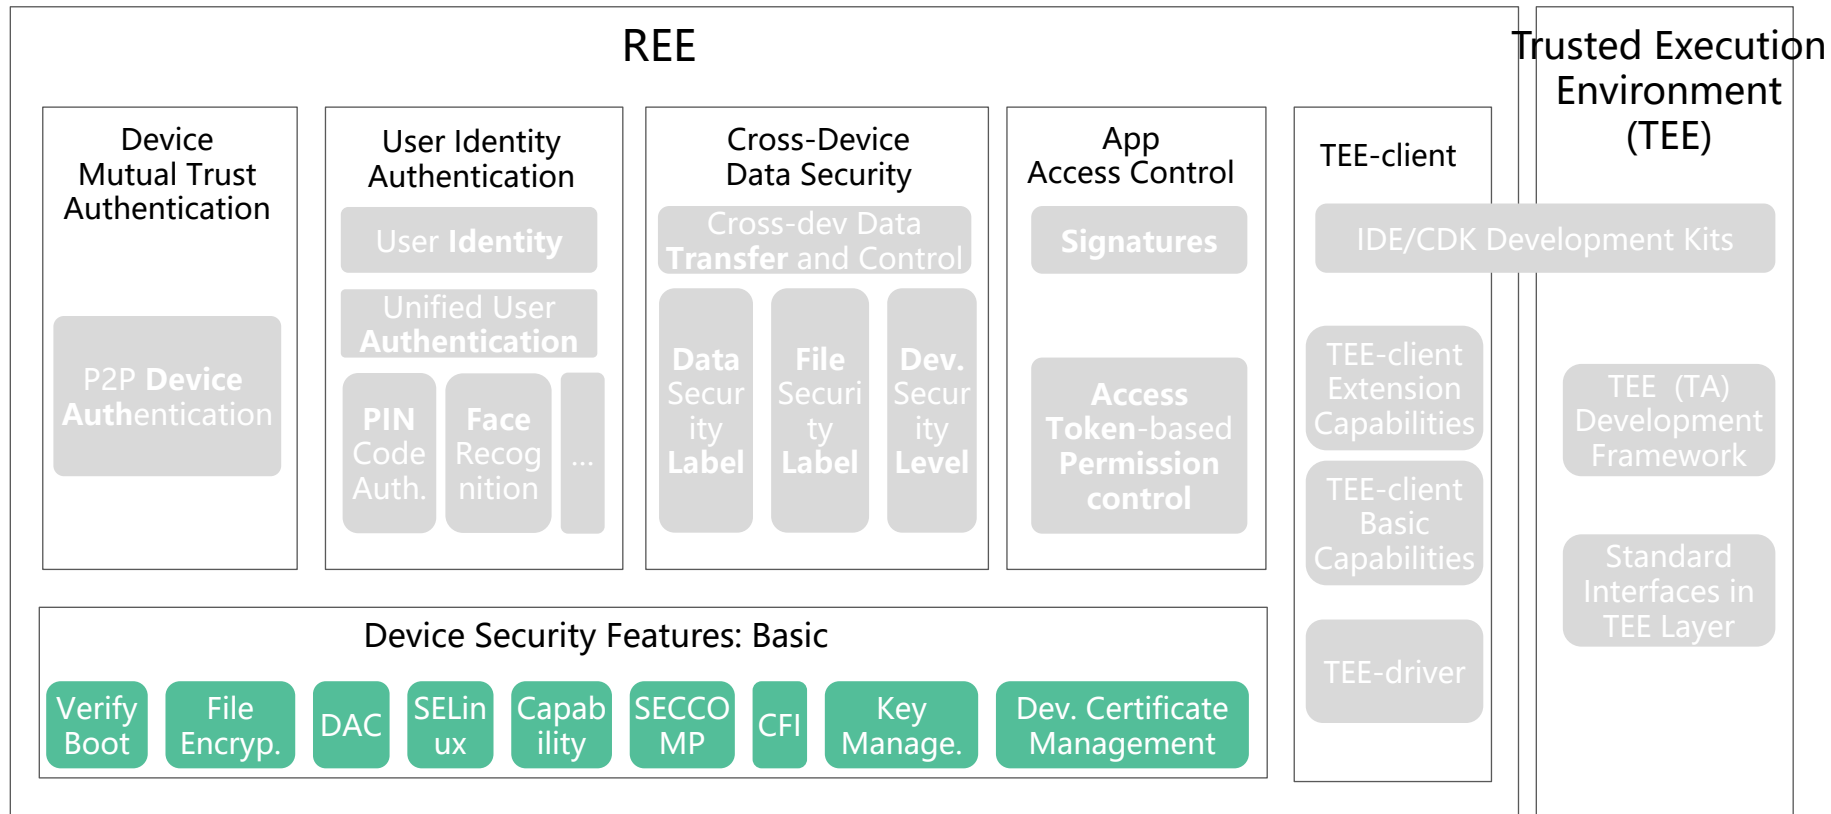 REE
Trusted Execution
Environment
(TEE)
Device
Mutual Trust
Authentication
P2P Device
Authentication
User Identity
Authentication
User Identity
Unified User
Authentication
PIN
Code
Auth.
Face
Recog
nition
...
Cross-Device
Data Security
Cross-dev Data
Transfer and Control
Data
Secur
ity
Label
File
Securi
ty
Label
Dev.
Secur
ity
Level
App
Access Control
Signatures
Access
Token-based
Permission
control
TEE-client
IDE/CDK Development Kits
TEE-client
Extension
Capabilities
TEE-client
Basic
Capabilities
TEE-driver
TEE (TA)
Development
Framework
Standard
Interfaces in
TEE Layer
Device Security Features: Basic
Verify
Boot
File
Encryp.
DAC
SELin
ux
Capab
ility
SECCO
MP
CFI
Key
Manage.
Dev. Certificate
Management